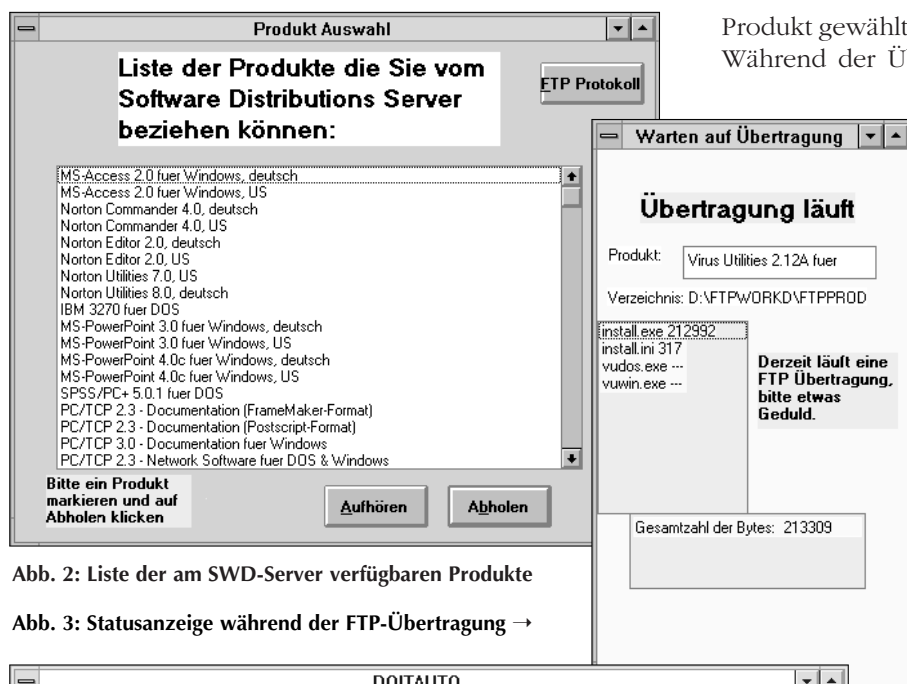 Produkt gewählt
Während der Ü
Produkt Auswahl
Liste der Produkte die Sie vom
Software Distributions Server
beziehen können:
FTP Protokoll
MS-Access 2.0 fuer Windows, deutsch
MS-Access 2.0 fuer Windows, US
Norton Commander 4.0, deutsch
Norton Commander 4.0, US
Norton Editor 2.0, deutsch
Norton Editor 2.0, US
Norton Utilities 7.0, US
Norton Utilities 8.0, deutsch
IBM 3270 fuer DOS
MS-PowerPoint 3.0 fuer Windows, deutsch
MS-PowerPoint 3.0 fuer Windows, US
MS-PowerPoint 4.0c fuer Windows, deutsch
MS-PowerPoint 4.0c fuer Windows, US
SPSS/PC+ 5.0.1 fuer DOS
PC/TCP 2.3 - Documentation (FrameMaker-Format)
PC/TCP 2.3 - Documentation (Postscript-Format)
PC/TCP 3.0 - Documentation fuer Windows
PC/TCP 2.3 - Network Software fuer DOS & Windows
Bitte ein Produkt
markieren und auf
Abholen klicken
Aufhören
Abholen
Warten auf Übertragung
Übertragung läuft
Produkt: Virus Utilities 2.12A fuer
Verzeichnis: D:\FTPWORKD\FTPPROD
install.exe 212992
install.ini 317
vudos.exe ---
vuwin.exe ---
Derzeit läuft eine
FTP Übertragung,
bitte etwas
Geduld.
Gesamtzahl der Bytes: 213309
Abb. 2: Liste der am SWD-Server verfügbaren Produkte
Abb. 3: Statusanzeige während der FTP-Übertragung →
DOITAUTO